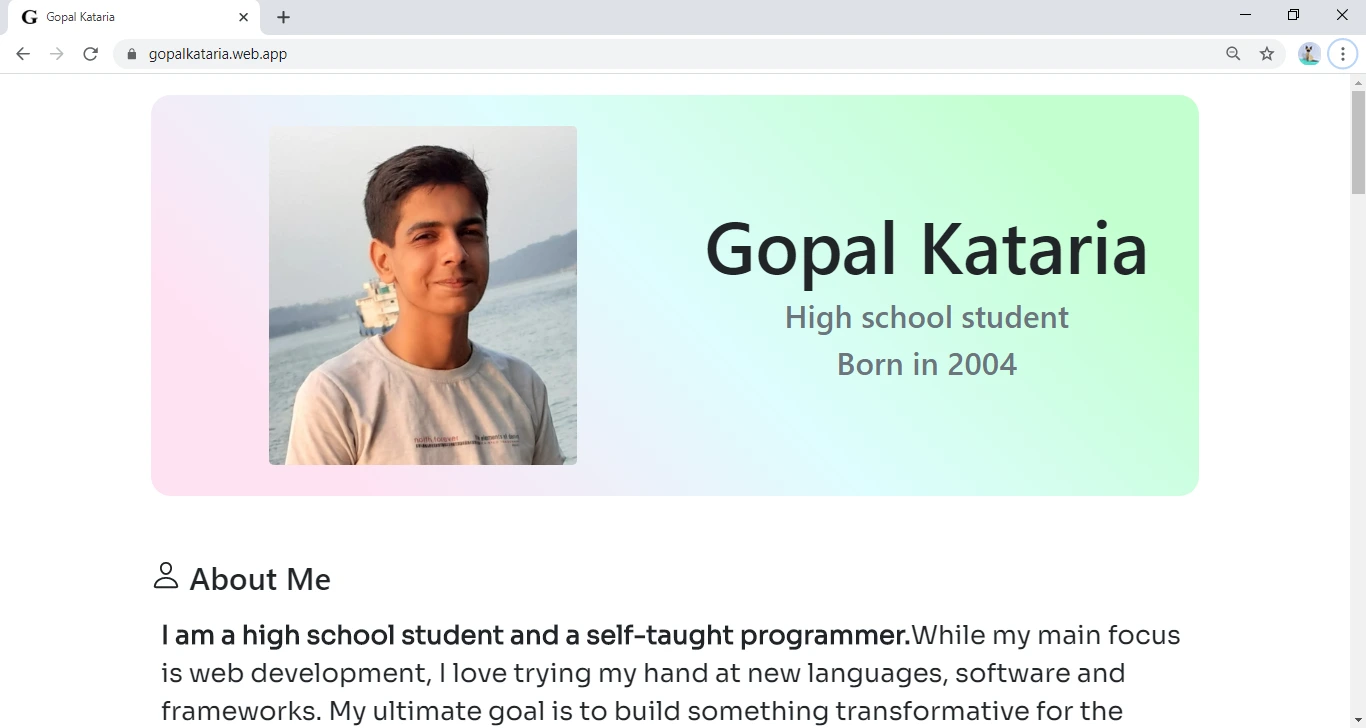 G Gopal Kataria
gopalkataria.web.app
Gopal Kataria
High school student
Born in 2004
About Me
I am a high school student and a self-taught programmer.While my main focus
is web development, I love trying my hand at new languages, software and
frameworks. My ultimate goal is to build something transformative for the